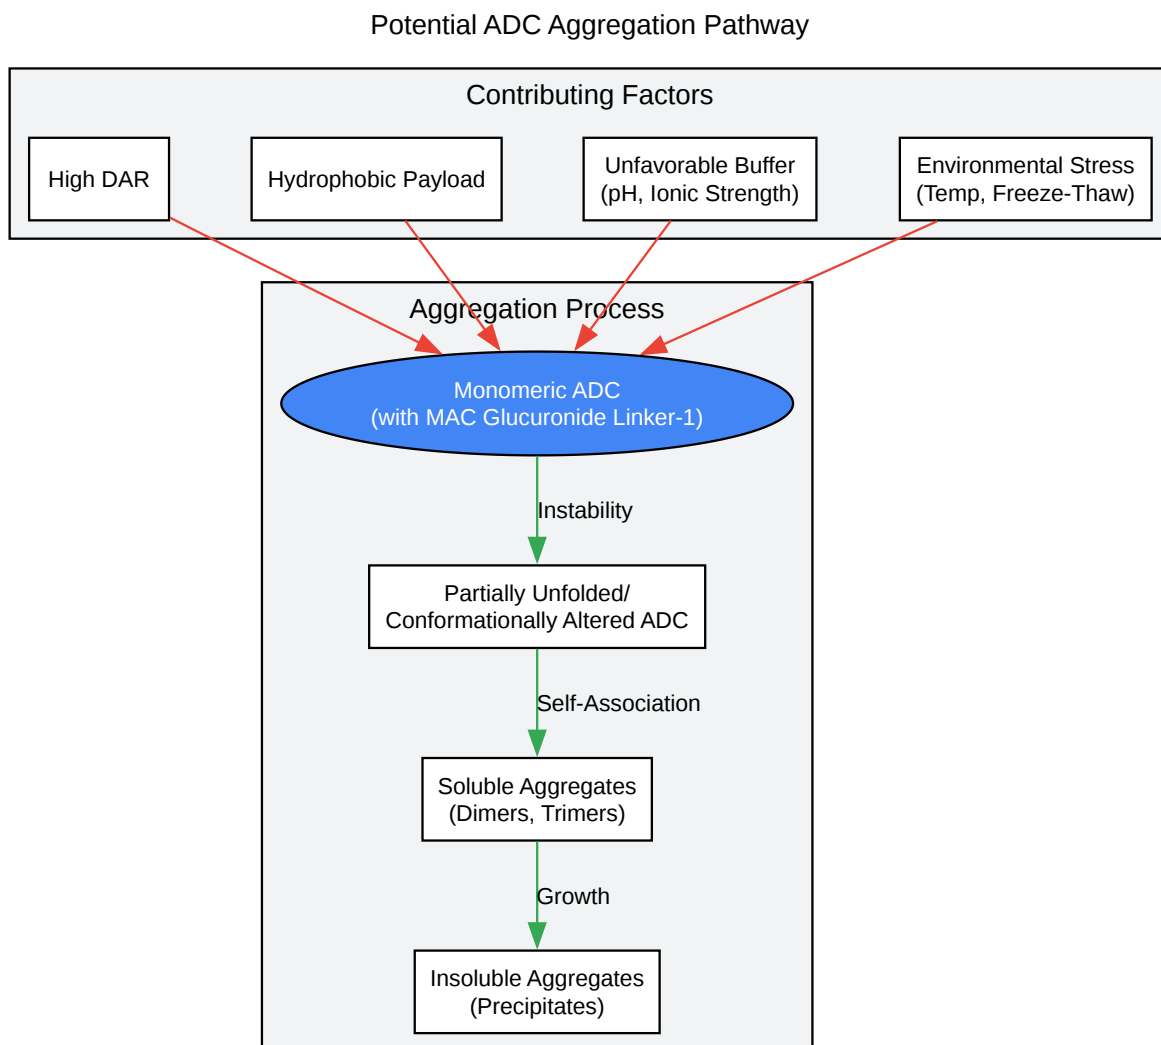 Potential ADC Aggregation Pathway
Contributing Factors
High DAR
Hydrophobic Payload
Unfavorable Buffer
(pH, Ionic Strength)
Environmental Stress
(Temp, Freeze-Thaw)
Aggregation Process
Monomeric ADC
(with MAC Glucuronide Linker-1)
Instability
Partially Unfolded/
Conformationally Altered ADC
Self-Association
Soluble Aggregates
(Dimers, Trimers)
Growth
Insoluble Aggregates
(Precipitates)